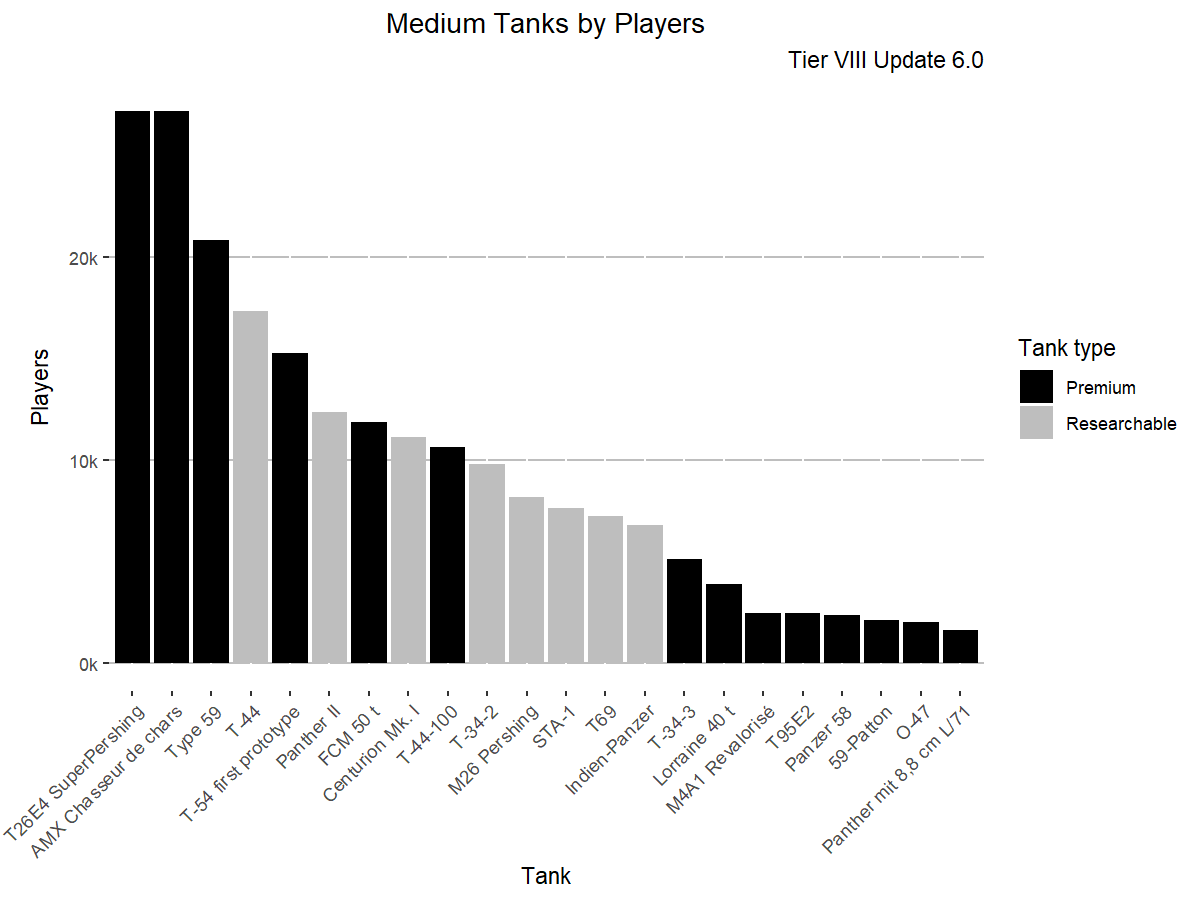 Medium Tanks by Players
Tier VIII Update 6.0
Players
20k
10k
0k
T26E4 SuperPershing
AMX Chasseur de chars
Type 59
T-44
T-54 first prototype
Panther II
FCM 50 t
Centurion Mk. I
T-44-100
T-34-2
M26 Pershing
STA-1
T69
Indien-Panzer
T-34-3
Lorraine 40 t
M4A1 Revalorisé
T95E2
Panzer 58
59-Patton
O-47
Panther mit 8,8 cm L/71
Tank
Tank type
Premium
Researchable